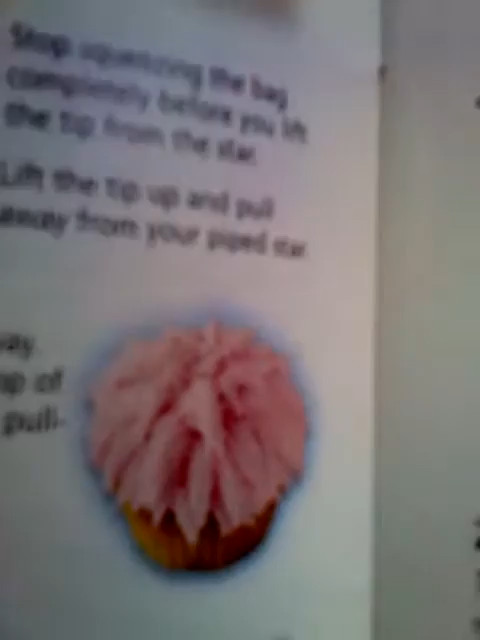 Stop squeezing the bag
completely before you lift
the tip from the star.
Lift the tip up and pull
away from your piped star.
of
pull-